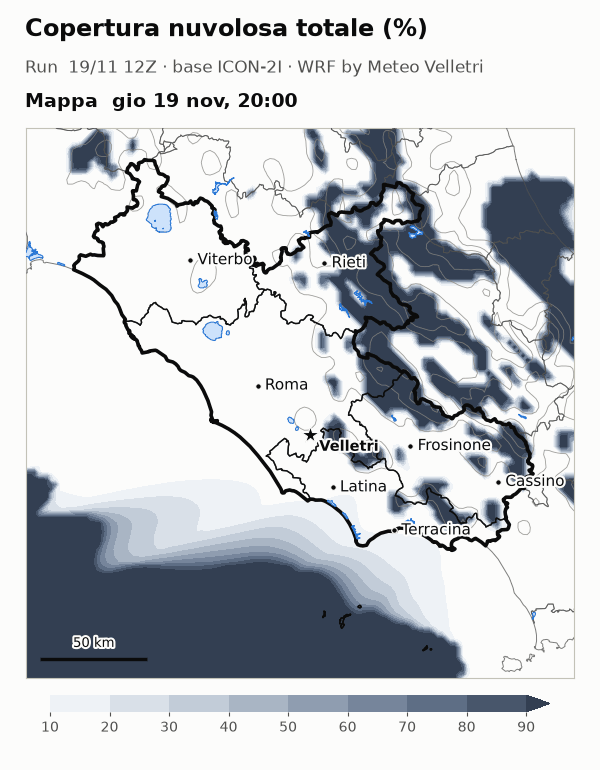 Copertura nuvolosa totale (%)
Run 19/11 12Z · base ICON-2I · WRF by Meteo Velletri
Mappa gio 19 nov, 20:00
Viterbo
Rieti
Roma
Velletri
Frosinone
Latina
Cassino
Terracina
50 km
10 20 30 40 50 60 70 80 90